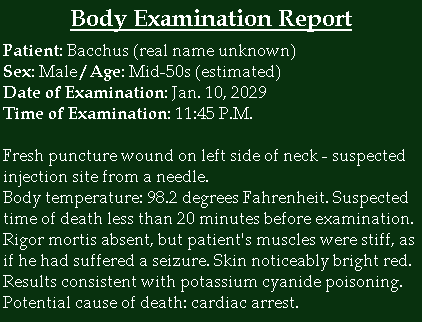 Body Examination Report
Patient: Bacchus (real name unknown)
Sex: Male/Age: Mid-50s (estimated)
Date of Examination: Jan. 10, 2029
Time of Examination: 11:45 P.M.
Fresh puncture wound on left side of neck - suspected
injection site from a needle.
Body temperature: 98.2 degrees Fahrenheit. Suspected
time of death less than 20 minutes before examination.
Rigor mortis absent, but patient's muscles were stiff, as
if he had suffered a seizure. Skin noticeably bright red.
Results consistent with potassium cyanide poisoning.
Potential cause of death: cardiac arrest.